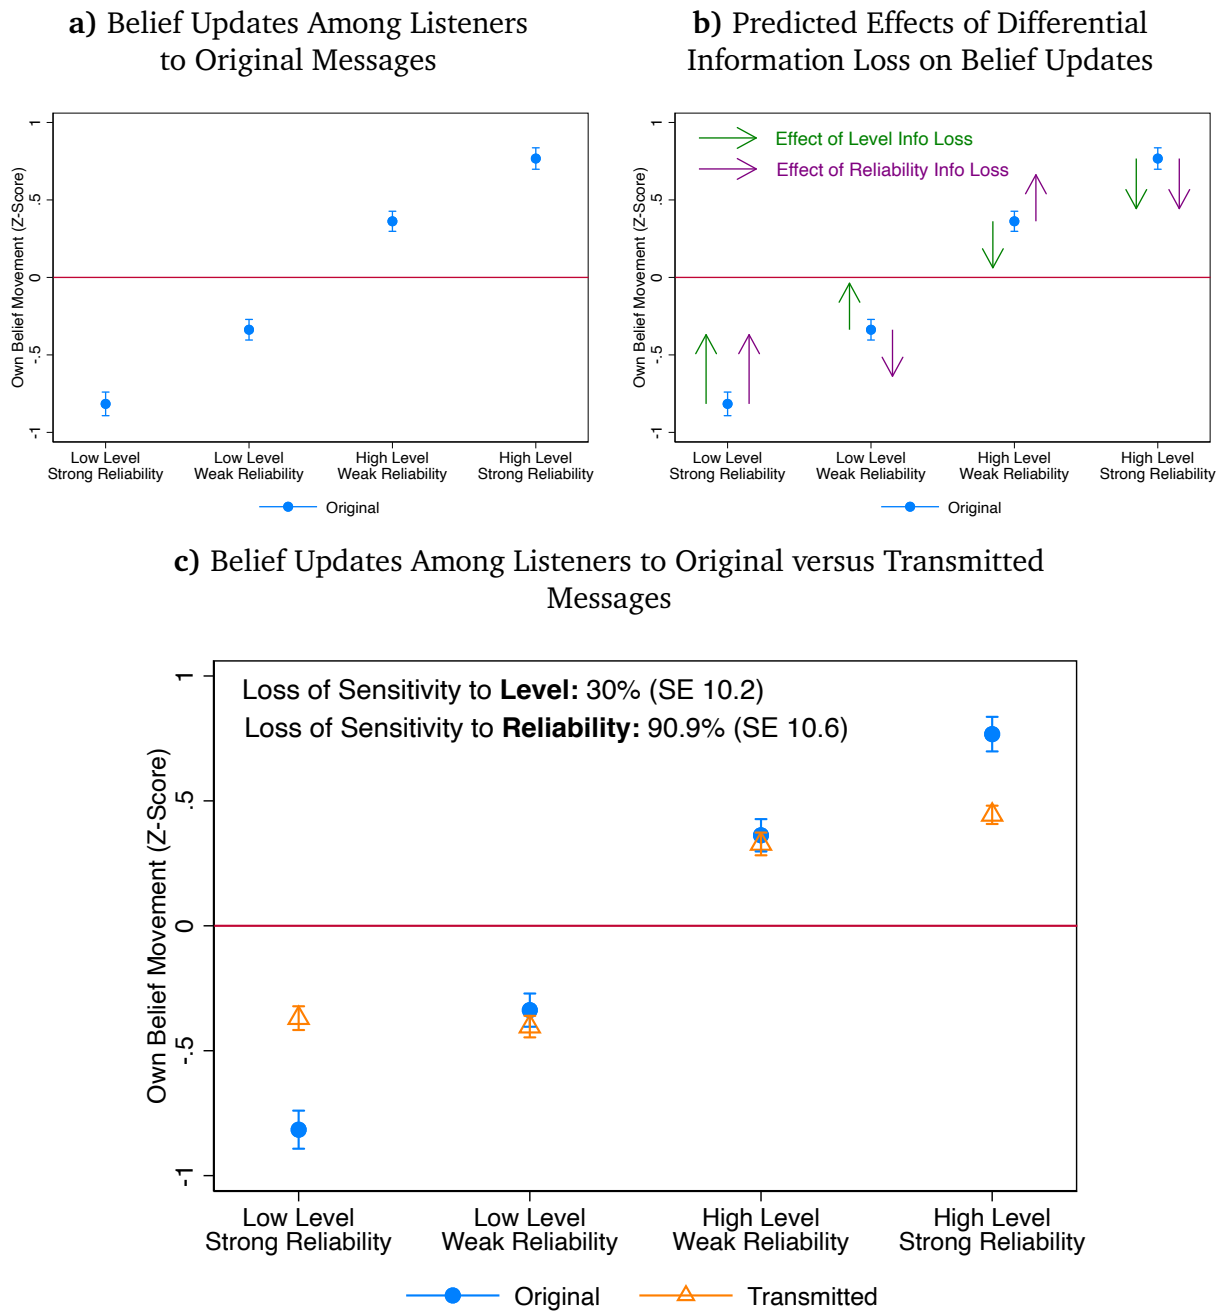 a) Belief Updates Among Listeners
to Original Messages
1
.5
0
-.5
-1
Own Belief Movement (Z-Score)
Low Level
Strong Reliability
Low Level
Weak Reliability
High Level
Weak Reliability
High Level
Strong Reliability
Original
b) Predicted Effects of Differential
Information Loss on Belief Updates
Effect of Level Info Loss
Effect of Reliability Info Loss
1
.5
0
-.5
-1
Own Belief Movement (Z-Score)
Low Level
Strong Reliability
Low Level
Weak Reliability
High Level
Weak Reliability
High Level
Strong Reliability
Original
c) Belief Updates Among Listeners to Original versus Transmitted
Messages
Loss of Sensitivity to Level: 30% (SE 10.2)
Loss of Sensitivity to Reliability: 90.9% (SE 10.6)
1
.5
0
-.5
-1
Own Belief Movement (Z-Score)
Low Level
Strong Reliability
Low Level
Weak Reliability
High Level
Weak Reliability
High Level
Strong Reliability
Original
Transmitted